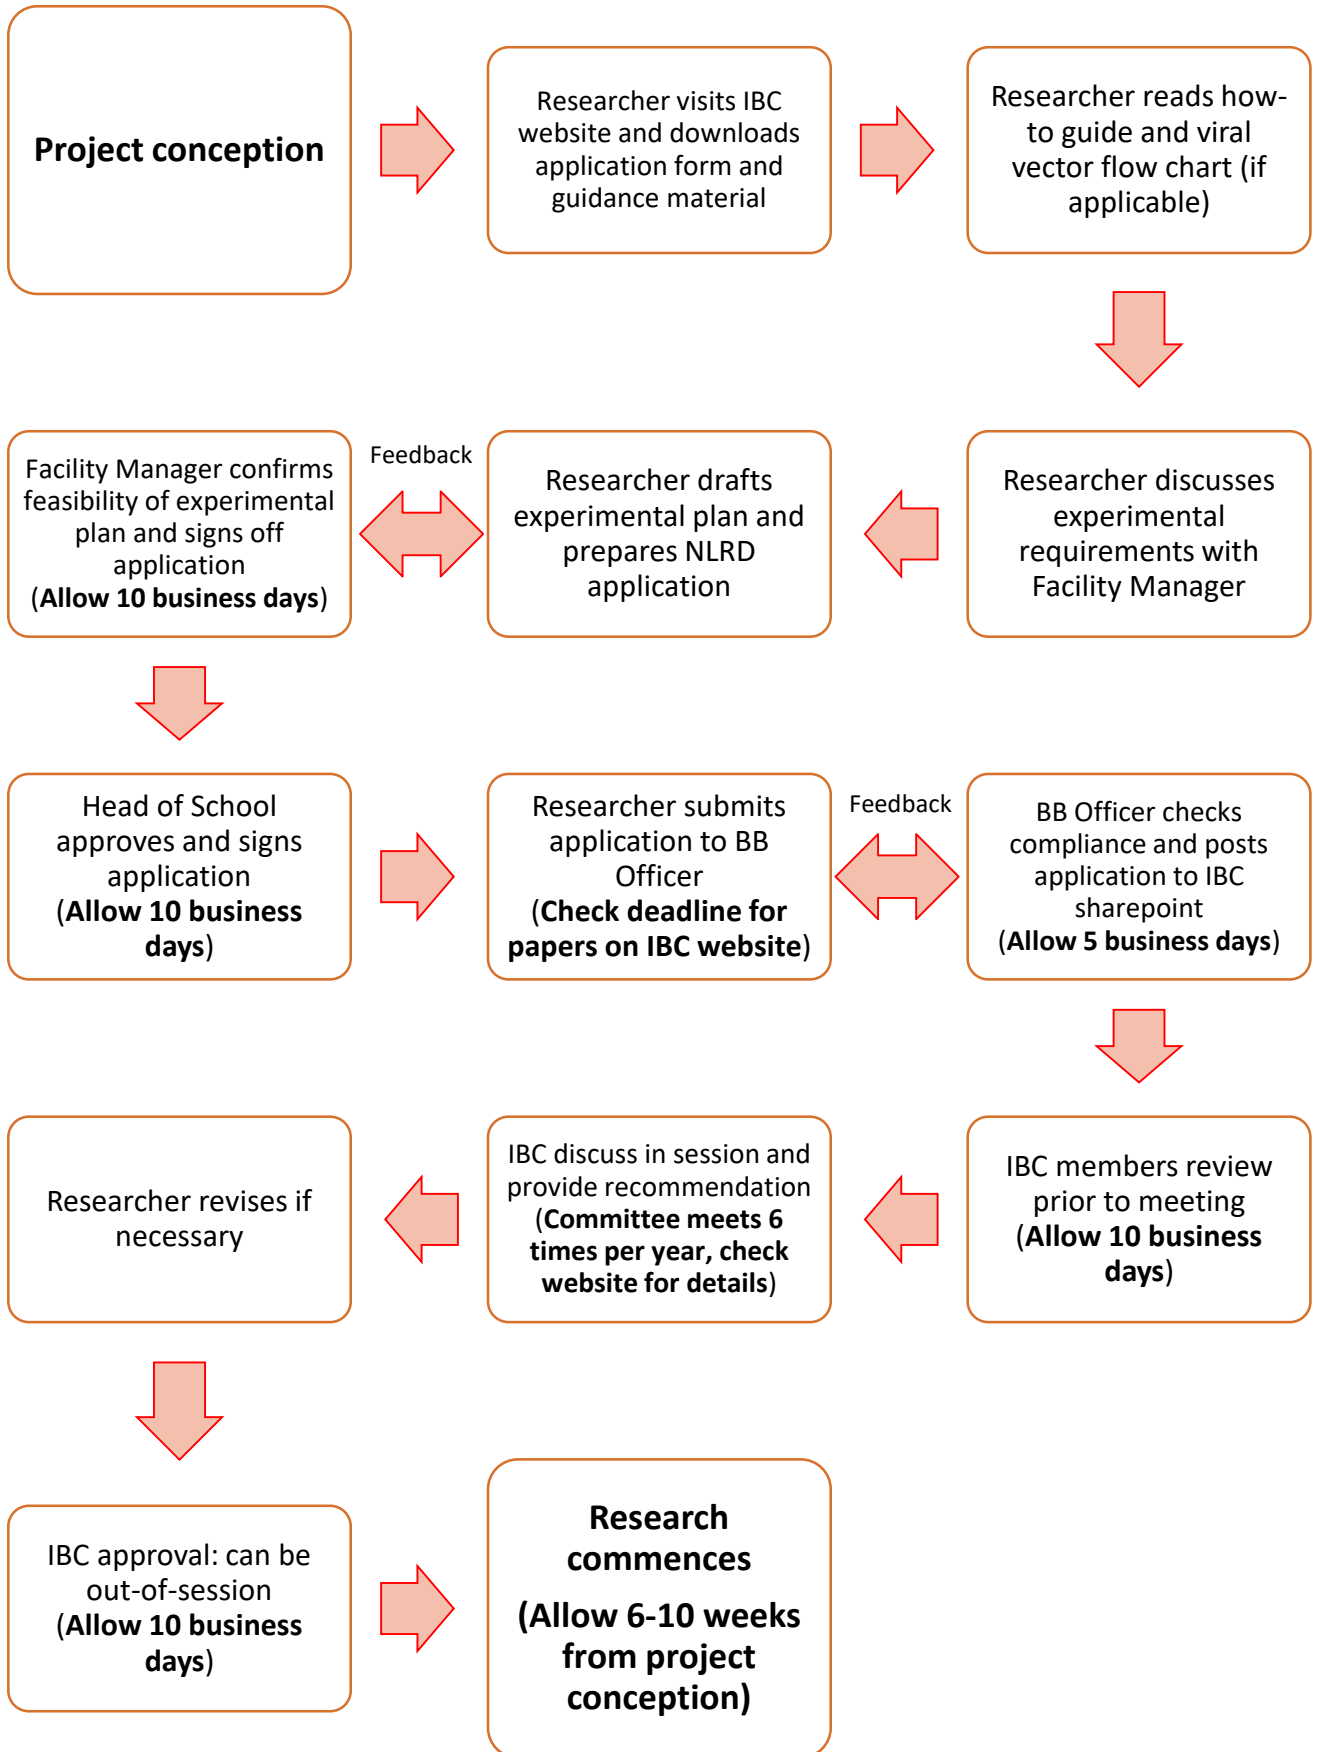 Project conception
Researcher visits IBC
website and downloads
application form and
guidance material
Researcher reads how-
to guide and viral
vector flow chart (if
applicable)
Researcher discusses
experimental
requirements with
Facility Manager
Researcher drafts
experimental plan and
prepares NLRD
application
Feedback
Facility Manager confirms
feasibility of experimental
plan and signs off
application
(Allow 10 business days)
Head of School
approves and signs
application
(Allow 10 business
days)
Researcher submits
application to BB
Officer
(Check deadline for
papers on IBC website)
Feedback
BB Officer checks
compliance and posts
application to IBC
sharepoint
(Allow 5 business days)
IBC members review
prior to meeting
(Allow 10 business
days)
IBC discuss in session and
provide recommendation
(Committee meets 6
times per year, check
website for details)
Researcher revises if
necessary
IBC approval: can be
out-of-session
(Allow 10 business
days)
Research
commences
(Allow 6-10 weeks
from project
conception)